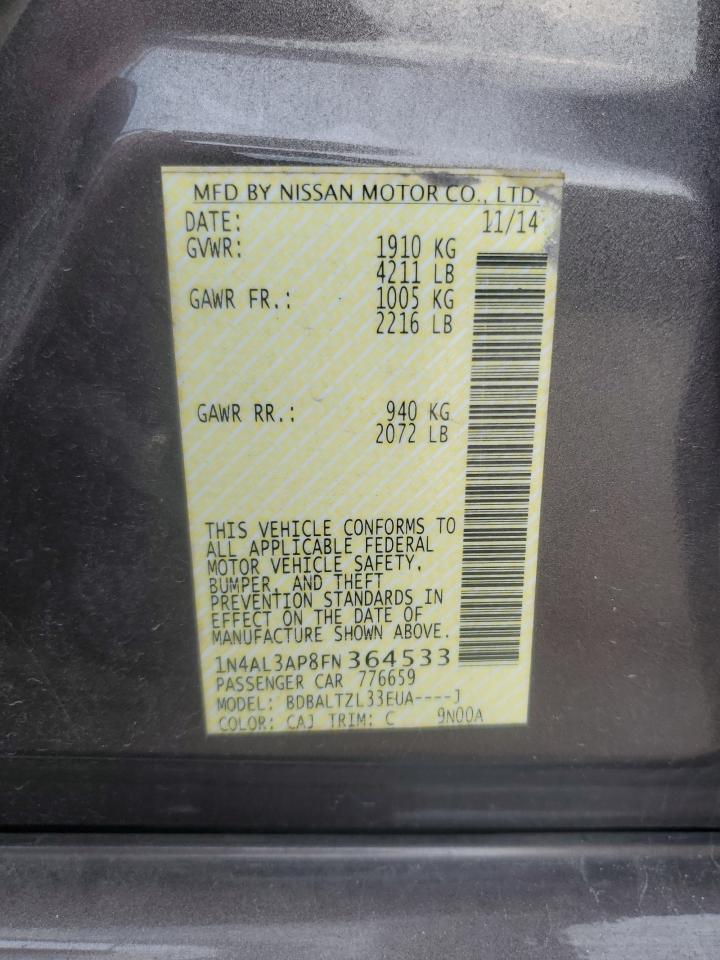 MFD BY NISSAN MOTOR CO., LTD.
DATE: 11/14
GVWR: 1910 KG
4211 LB
GAWR FR.: 1005 KG
2216 LB
GAWR RR.: 940 KG
2072 LB
THIS VEHICLE CONFORMS TO
ALL APPLICABLE FEDERAL
MOTOR VEHICLE SAFETY,
BUMPER, AND THEFT
PREVENTION STANDARDS IN
EFFECT ON THE DATE OF
MANUFACTURE SHOWN ABOVE.
1N4AL3AP8FN364533
PASSENGER CAR 776659
MODEL: BDBALTZL33EUA----J
COLOR: CAJ TRIM: C 9N00A